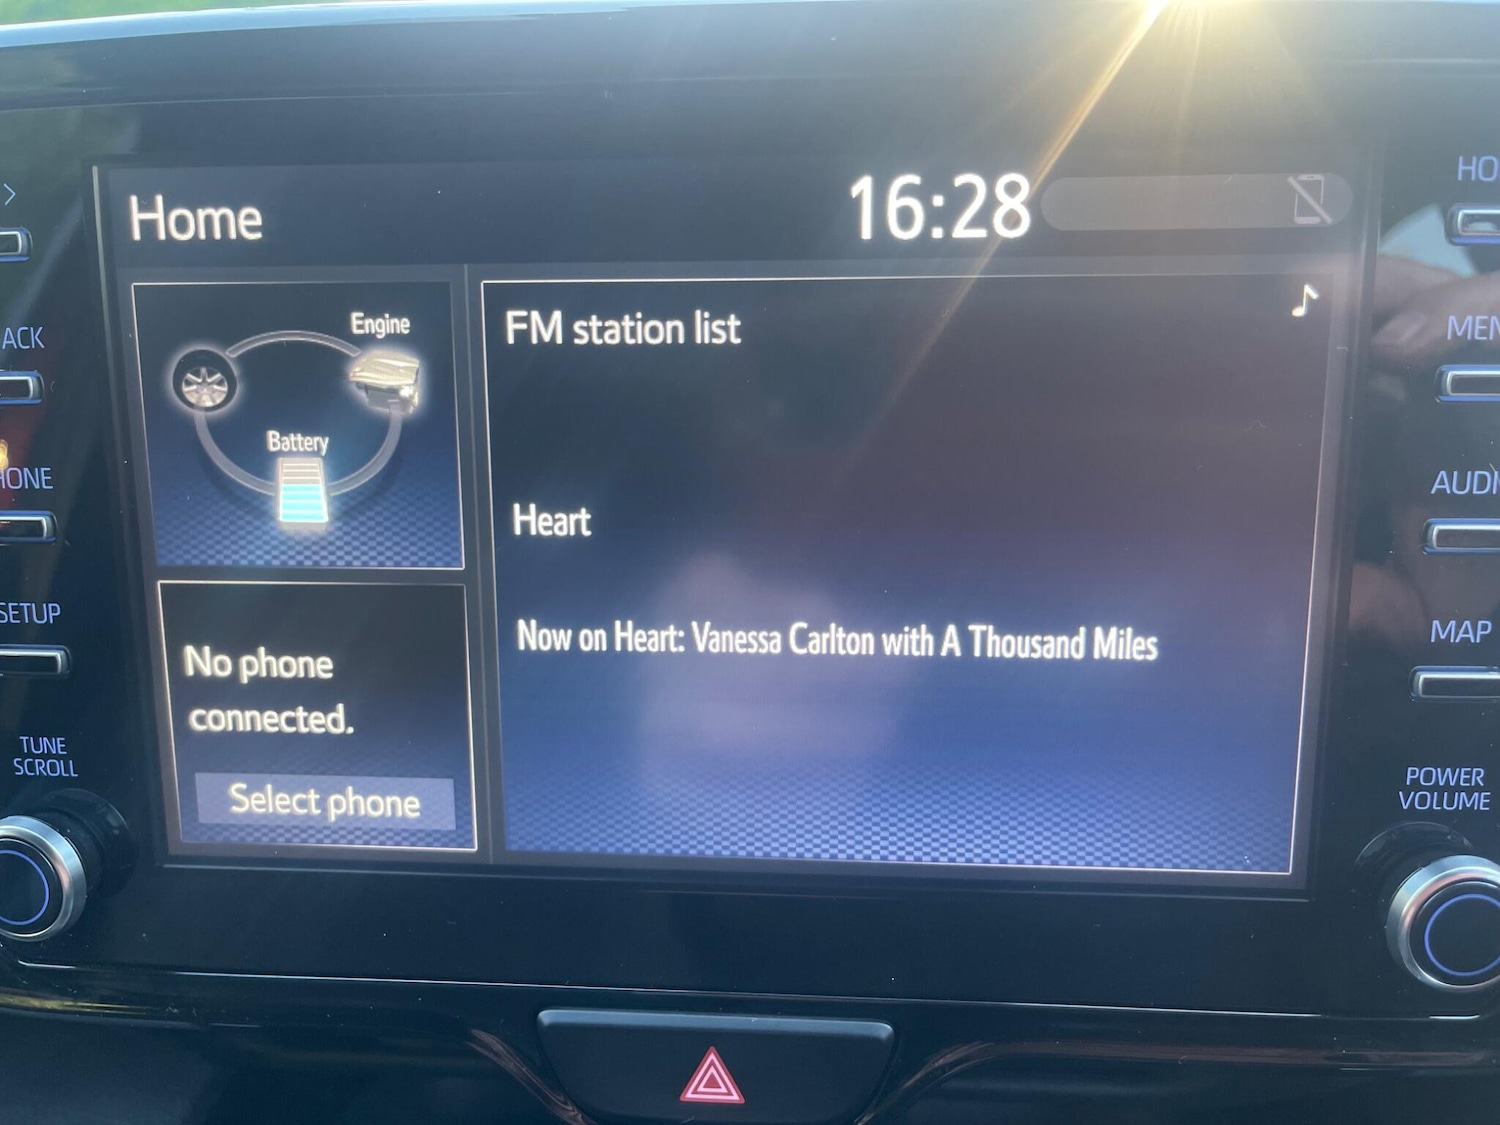 Home
16:28
Engine
Battery
FM station list
Heart
Now on Heart: Vanessa Carlton with A Thousand Miles
No phone
connected.
Select phone
ACK
HONE
SETUP
TUNE
SCROLL
HO
MEN
AUDI
MAP
POWER
VOLUME